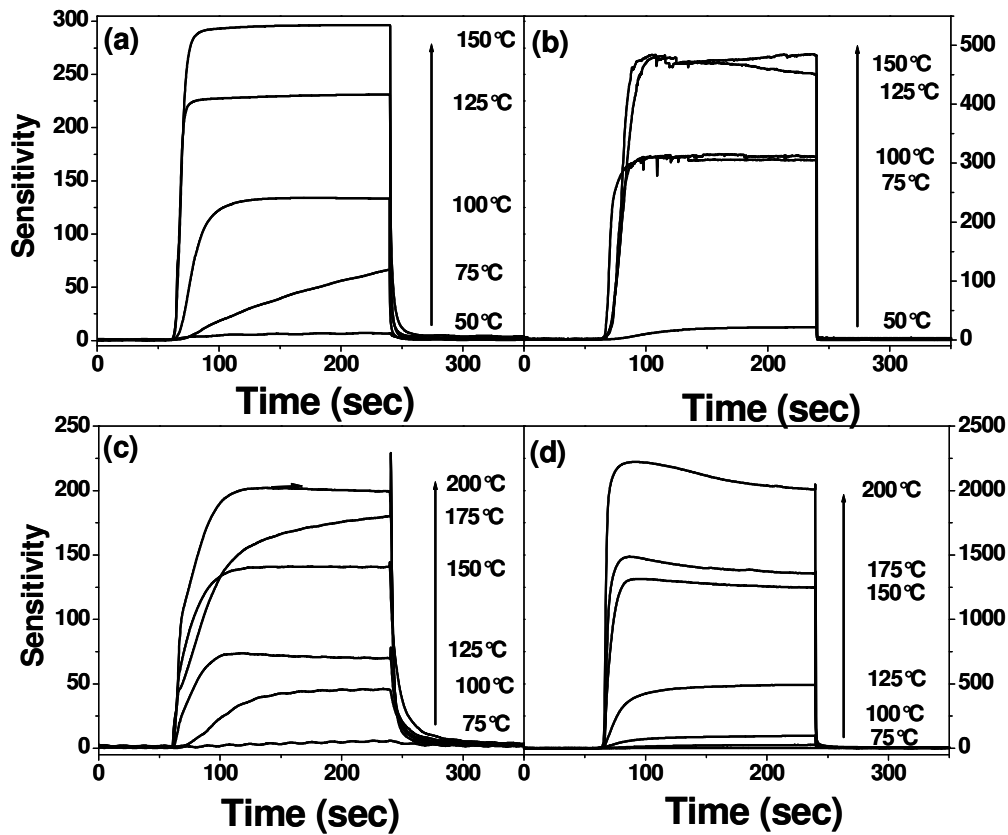 (a)
300
250
200
150
100
50
0
Sensitivity
150°C
125°C
100°C
75°C
50°C
0 100 200 300
Time (sec)
(b)
500
400
300
200
100
0
150°C
125°C
100°C
75°C
50°C
0 100 200 300
Time (sec)
(c)
250
200
150
100
50
0
Sensitivity
200°C
175°C
150°C
125°C
100°C
75°C
0 100 200 300
Time (sec)
(d)
2500
2000
1500
1000
500
0
200°C
175°C
150°C
125°C
100°C
75°C
0 100 200 300
Time (sec)